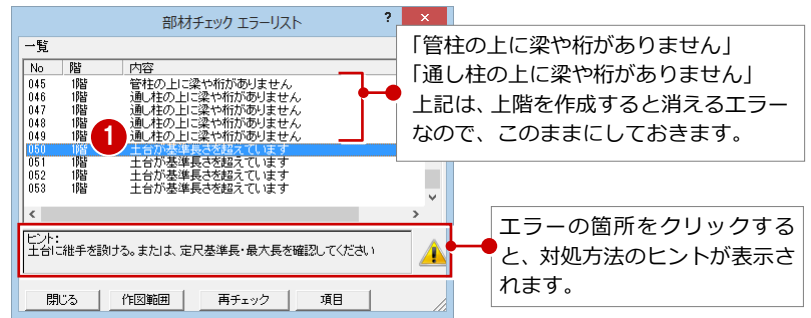 部材チェック エラーリスト
? ×
一覧
No 階 内容
045 1階 管柱の上に梁や桁がありません
046 1階 通し柱の上に梁や桁がありません
047 1階 通し柱の上に梁や桁がありません
048 1階 通し柱の上に梁や桁がありません
049 1階 通し柱の上に梁や桁がありません
050 1階 土台が基準長さを超えています
051 1階 土台が基準長さを超えています
052 1階 土台が基準長さを超えています
053 1階 土台が基準長さを超えています
1
ヒント:
土台に継手を設ける。または、定尺基準長・最大長を確認してください
閉じる 作図範囲 再チェック 項目
「管柱の上に梁や桁がありません」
「通し柱の上に梁や桁がありません」
上記は、上階を作成すると消えるエラー
なので、このままにしておきます。
エラーの箇所をクリックする
と、対処方法のヒントが表示さ
れます。